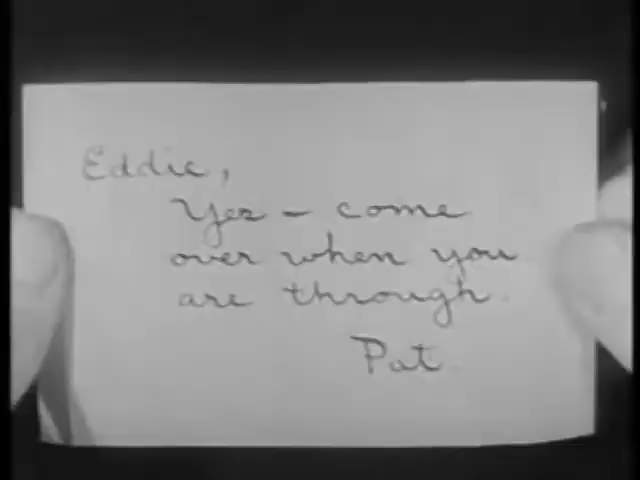 Eddie,
Yes - come
over when you
are through.
Pat.